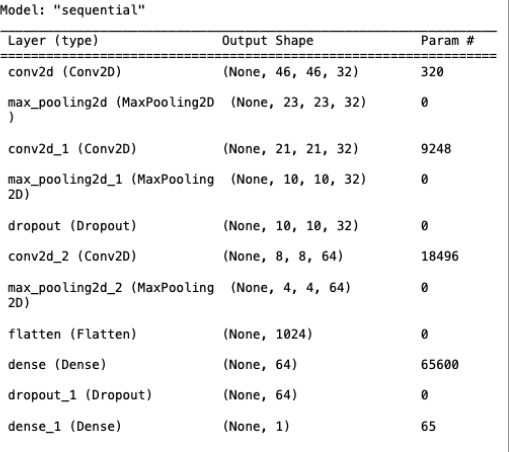 Model: "sequential"
Layer (type) Output Shape Param #
conv2d (Conv2D) (None, 46, 46, 32) 320
max_pooling2d (MaxPooling2D (None, 23, 23, 32) 0
)
conv2d_1 (Conv2D) (None, 21, 21, 32) 9248
max_pooling2d_1 (MaxPooling (None, 10, 10, 32) 0
2D)
dropout (Dropout) (None, 10, 10, 32) 0
conv2d_2 (Conv2D) (None, 8, 8, 64) 18496
max_pooling2d_2 (MaxPooling (None, 4, 4, 64) 0
2D)
flatten (Flatten) (None, 1024) 0
dense (Dense) (None, 64) 65600
dropout_1 (Dropout) (None, 64) 0
dense_1 (Dense) (None, 1) 65